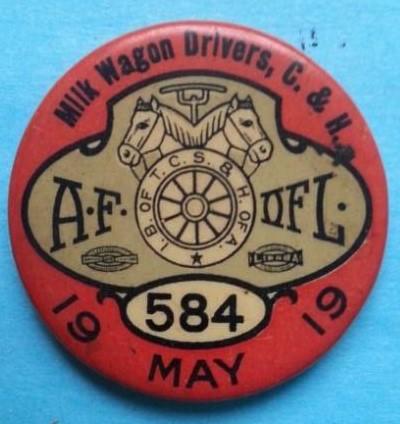 Milk Wagon Drivers, C. & H.
I. B. OF T. C. S. & H. OF A.
A. F. OF L.
584
19 MAY 19